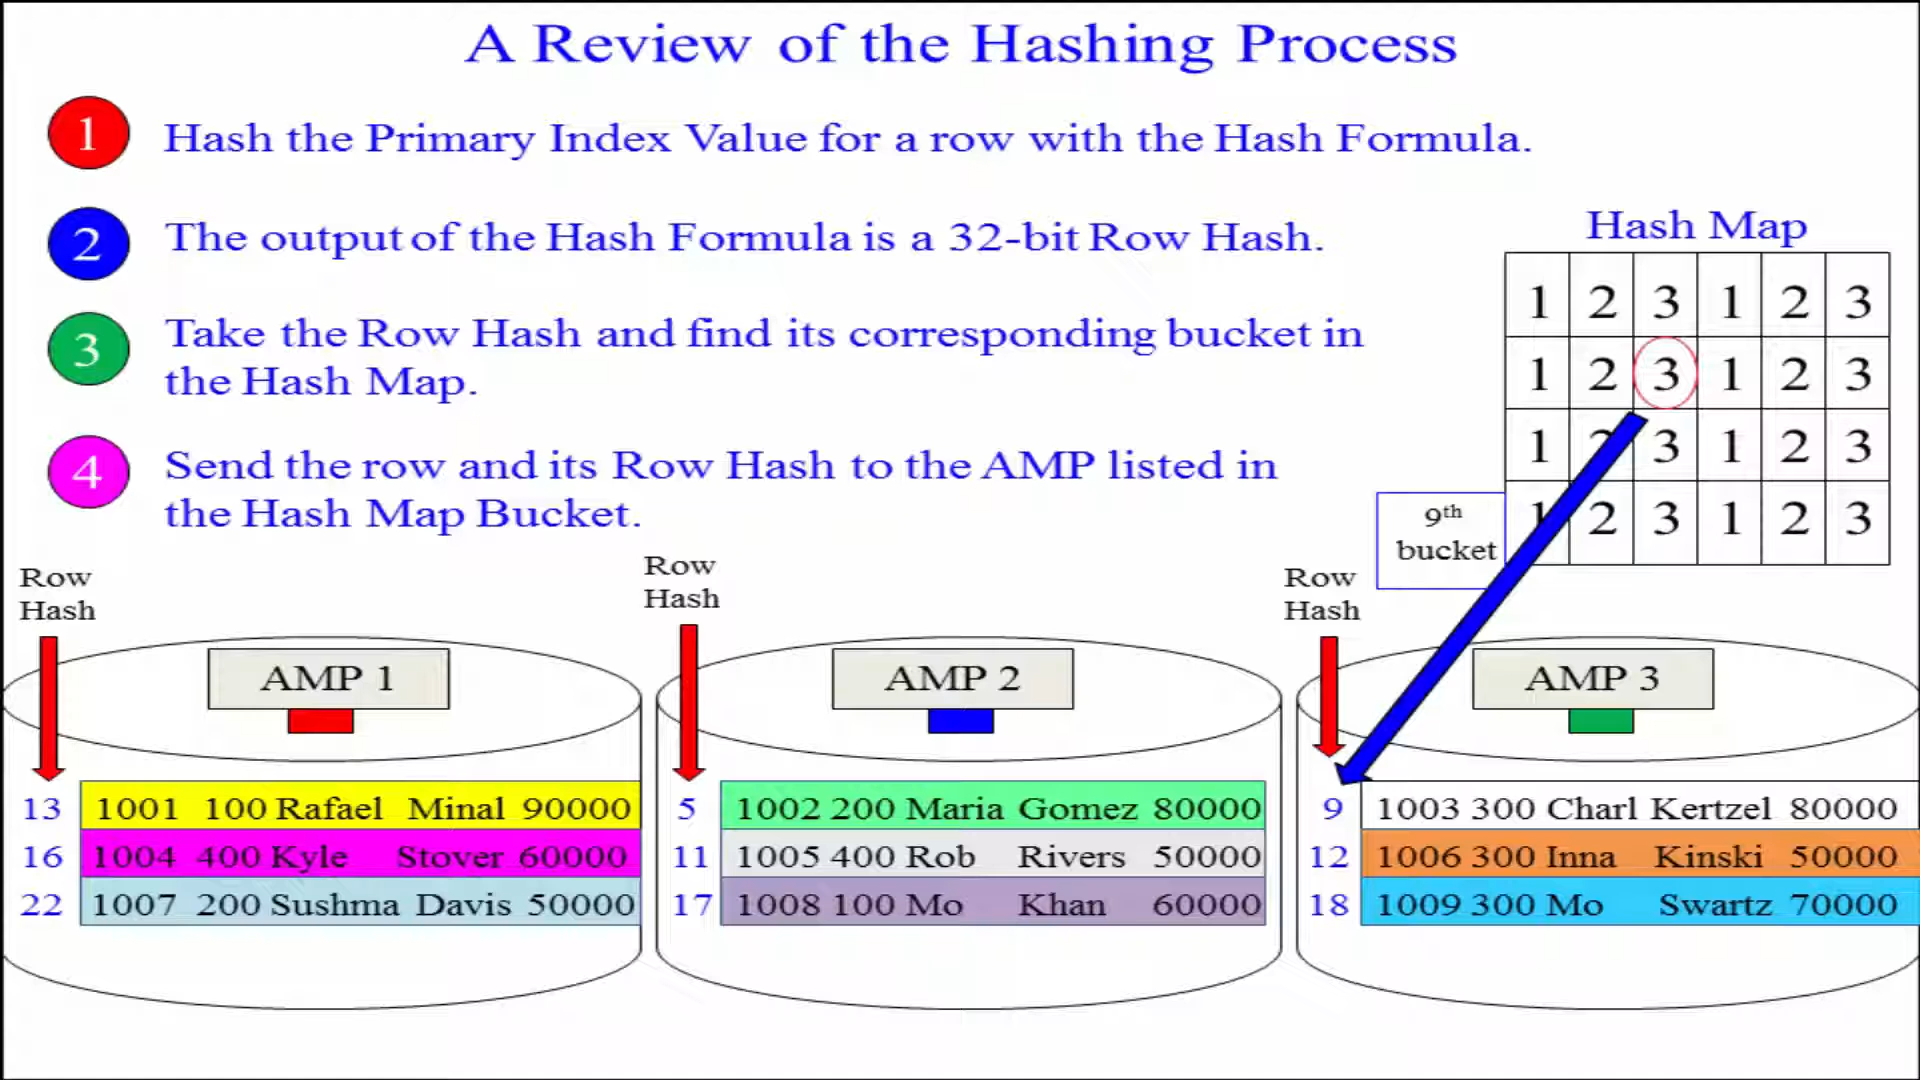 A Review of the Hashing Process
1 Hash the Primary Index Value for a row with the Hash Formula.
2 The output of the Hash Formula is a 32-bit Row Hash.
3 Take the Row Hash and find its corresponding bucket in
the Hash Map.
4 Send the row and its Row Hash to the AMP listed in
the Hash Map Bucket.
Hash Map
1 2 3 1 2 3
1 2 3 1 2 3
1 2 3 1 2 3
1 2 3 1 2 3
9th
bucket
Row
Hash
AMP 1
13 1001 100 Rafael Minal 90000
16 1004 400 Kyle Stover 60000
22 1007 200 Sushma Davis 50000
Row
Hash
AMP 2
5 1002 200 Maria Gomez 80000
11 1005 400 Rob Rivers 50000
17 1008 100 Mo Khan 60000
Row
Hash
AMP 3
9 1003 300 Charl Kertzel 80000
12 1006 300 Inna Kinski 50000
18 1009 300 Mo Swartz 70000